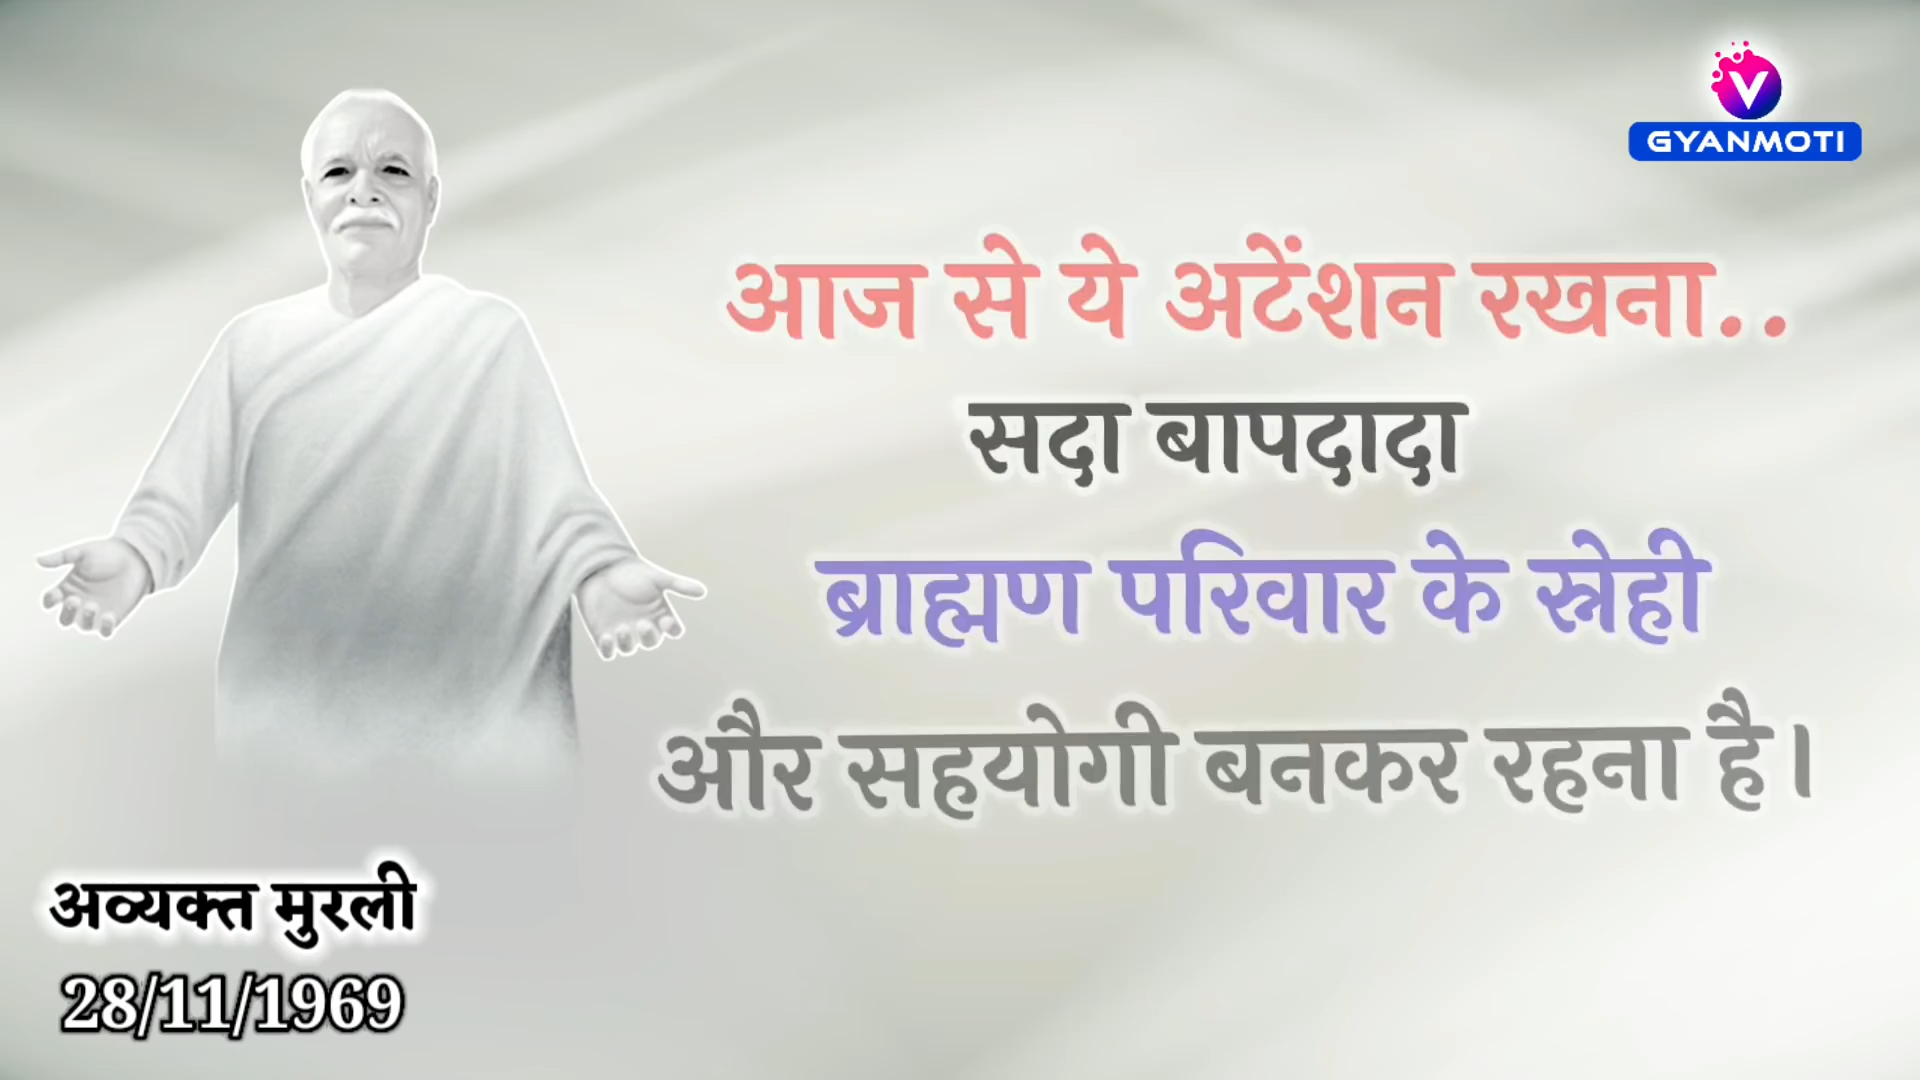 V
GYANMOTI
आज से ये अटेंशन रखना..
सदा बापदादा
ब्राह्मण परिवार के स्नेही
और सहयोगी बनकर रहना है।
अव्यक्त मुरली
28/11/1969